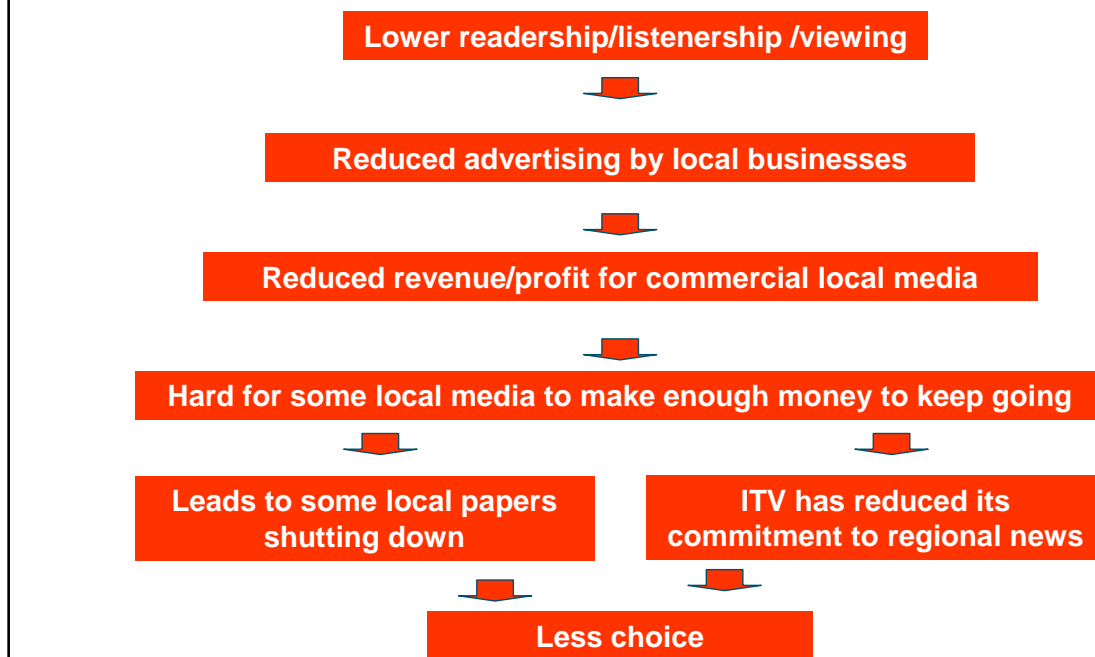 Lower readership/listenership /viewing
Reduced advertising by local businesses
Reduced revenue/profit for commercial local media
Hard for some local media to make enough money to keep going
Leads to some local papers
shutting down
ITV has reduced its
commitment to regional news
Less choice